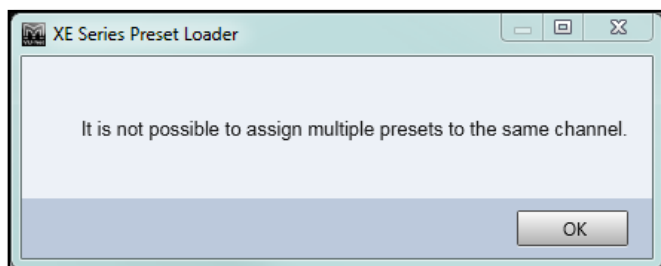 XE Series Preset Loader
It is not possible to assign multiple presets to the same channel.
OK